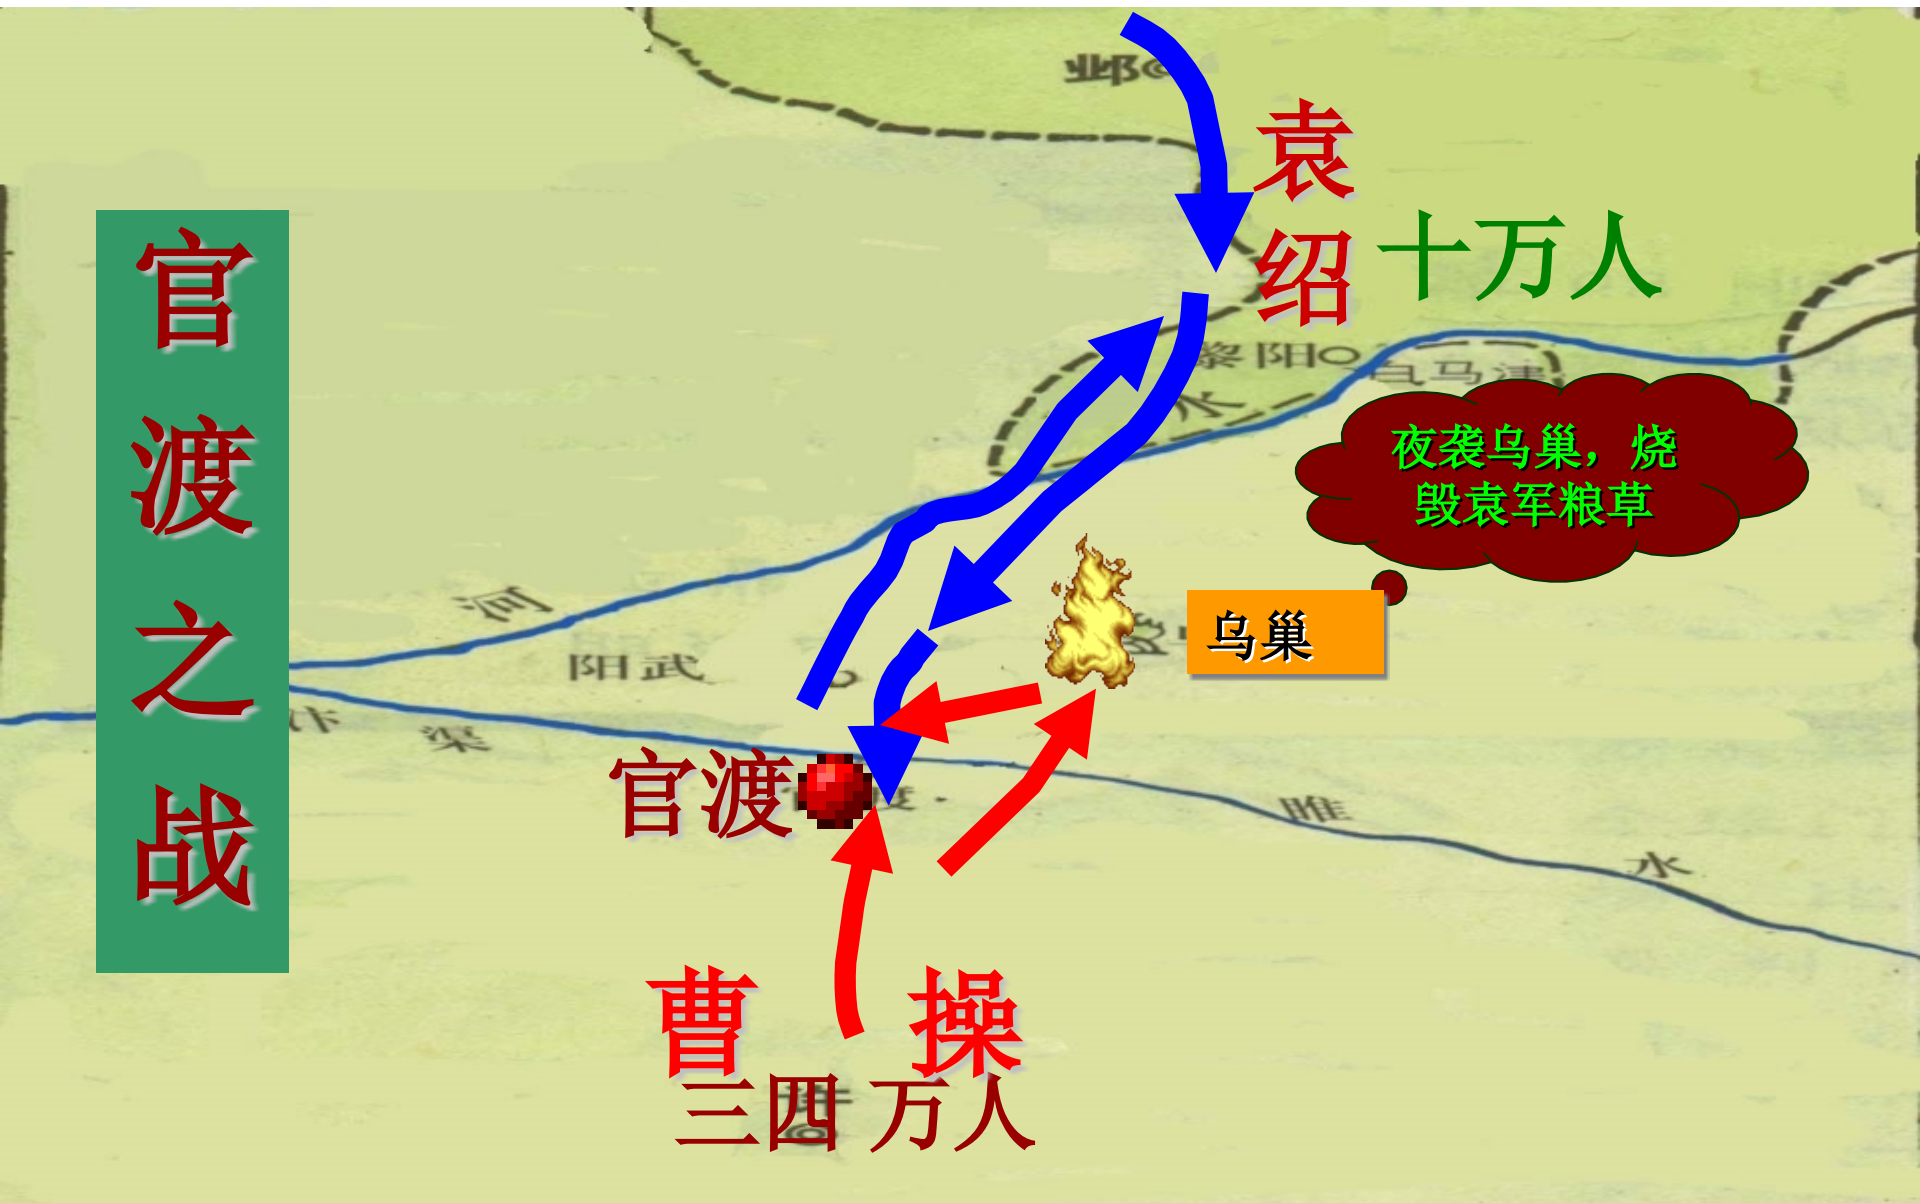 官渡之战
邺
袁绍
十万人
黎阳
白马津
水
夜袭乌巢，烧
毁袁军粮草
河
阳武
乌巢
汴
渠
官渡
睢
水
曹 操
三四万人
许